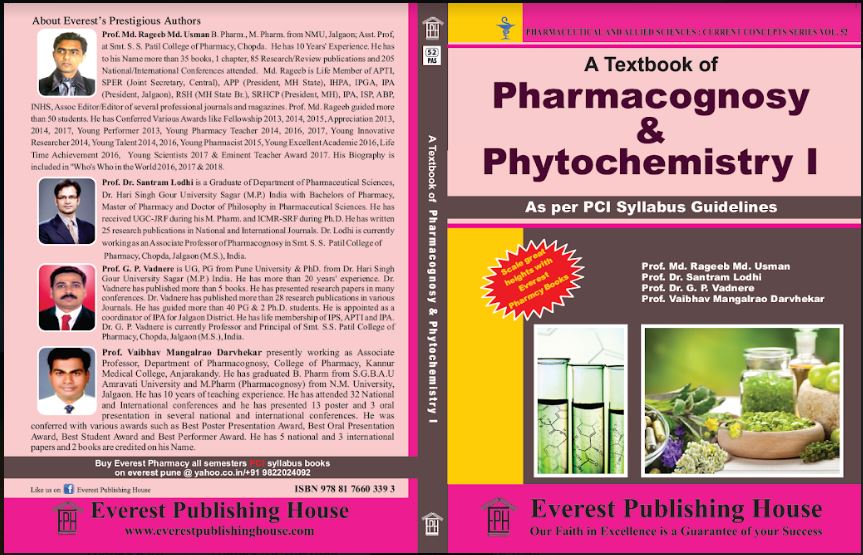 About Everest's Prestigious Authors
Prof. Md. Rageeb Md. Usman B. Pharm., M. Pharm. from NMU, Jalgaon; Asst. Prof,
at Smt. S. S. Patil College of Pharmacy, Chopda. He has 10 Years' Experience. He has
to his Name more than 35 books, 1 chapter, 85 Research/Review publications and 205
National/International Conferences attended. Md. Rageeb is Life Member of APTI,
SPER (Joint Secretary, Central), APP (President, MH State), IHPA, IPGA, IPA
(President, Jalgaon), RSH (MH State Br.), SRHCP (President, MH), IPA, ISP, ABP,
INHS, Assoc Editor/Editor of several professional journals and magazines. Prof. Md. Rageeb guided more
than 50 students. He has Conferred Various Awards like Fellowship 2013, 2014, 2015, Appreciation 2013,
2014, 2017, Young Performer 2013, Young Pharmacy Teacher 2014, 2016, 2017, Young Innovative
Researcher 2014, Young Talent 2014, 2016, Young Pharmacist 2015, Young Excellent Academic 2016, Life
Time Achievement 2016, Young Scientists 2017 & Eminent Teacher Award 2017. His Biography is
included in "Who's Who in the World 2016, 2017 & 2018.
Prof. Dr. Santram Lodhi is a Graduate of Department of Pharmaceutical Sciences,
Dr. Hari Singh Gour University Sagar (M.P.) India with Bachelors of Pharmacy,
Master of Pharmacy and Doctor of Philosophy in Pharmaceutical Sciences. He has
received UGC-JRF during his M. Pharm. and ICMR-SRF during Ph.D. He has written
25 research publications in National and International Journals. Dr. Lodhi is currently
working as an Associate Professor of Pharmacognosy in Smt. S. S. Patil College of
Pharmacy, Chopda, Jalgaon (M.S.), India.
Prof. G. P. Vadnere is UG, PG from Pune University & PhD. from Dr. Hari Singh
Gour University Sagar (M.P.) India. He has more than 20 years' experience. Dr.
Vadnere has published more than 5 books. He has presented research papers in many
conferences. Dr. Vadnere has published more than 28 research publications in various
Journals. He has guided more than 40 PG & 2 Ph.D. students. He is appointed as a
coordinator of IPA for Jalgaon District. He has life membership of IPS, APTI and IPA.
Dr. G. P. Vadnere is currently Professor and Principal of Smt. S.S. Patil College of
Pharmacy, Chopda, Jalgaon (M.S.), India.
Prof. Vaibhav Mangalrao Darvhekar presently working as Associate
Professor, Department of Pharmacognosy, College of Pharmacy, Kannur
Medical College, Anjarakandy. He has graduated B. Pharm from S.G.B.A.U
Amravati University and M.Pharm (Pharmacognosy) from N.M. University,
Jalgaon. He has 10 years of teaching experience. He has attended 32 National
and International conferences and he has presented 13 poster and 3 oral
presentation in several national and international conferences. He was
conferred with various awards such as Best Poster Presentation Award, Best Oral Presentation
Award, Best Student Award and Best Performer Award. He has 5 national and 3 international
papers and 2 books are credited on his Name.
Buy Everest Pharmacy all semesters PCI syllabus books
on everest pune @ yahoo.co.in/+91 9822024092
Like us on f Everest Publishing House
ISBN 978 81 7660 339 3
EPH
Everest Publishing House
www.everestpublishinghouse.com
EPH
52
PAS
A Textbook of Pharmacognosy & Phytochemistry I
EPH
PHARMACEUTICAL AND ALLIED SCIENCES : CURRENT CONCEPTS SERIES VOL. 52
A Textbook of
Pharmacognosy
&
Phytochemistry I
As per PCI Syllabus Guidelines
Scale great
heights with
Everest
Pharmcy Books
Prof. Md. Rageeb Md. Usman
Prof. Dr. Santram Lodhi
Prof. Dr. G. P. Vadnere
Prof. Vaibhav Mangalrao Darvhekar
EPH
Everest Publishing House
Our Faith in Excellence is a Guarantee of your Success